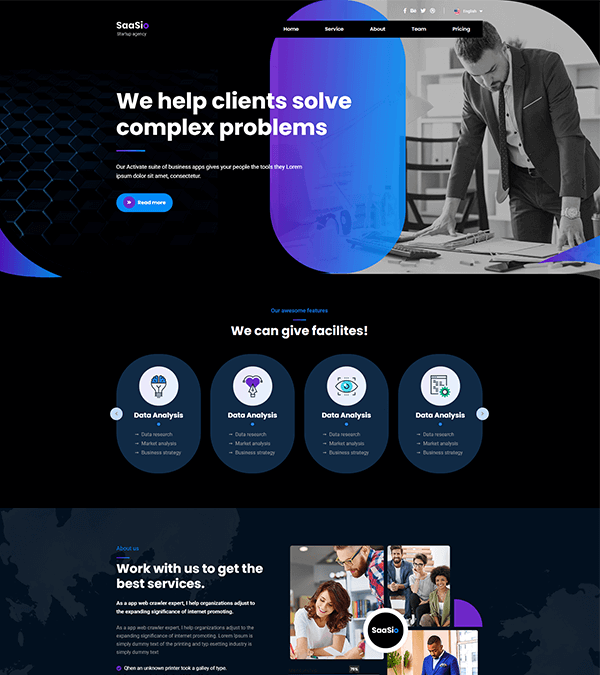 SaaSio
Startup agency
English
Home Service About Team Pricing
We help clients solve
complex problems
Our Activate suite of business apps gives your people the tools they Lorem
ipsum dolor sit amet, consectetur.
Read more
Our awesome features
We can give facilites!
Data Analysis Data Analysis Data Analysis Data Analysis
→ Data research → Data research → Data research → Data research
→ Market analysis → Market analysis → Market analysis → Market analysis
→ Business strategy → Business strategy → Business strategy → Business strategy
About us
Work with us to get the
best services.
As a app web crawler expert, I help organizations adjust to
the expanding significance of internet promoting.
As a app web crawler expert, I help organizations adjust to the
expanding significance of internet promoting. Lorem Ipsum is
simply dummy text of the printing and typ esetting industry is
simply dummy text
Qhen an unknown printer took a galley of type.
SaaSio